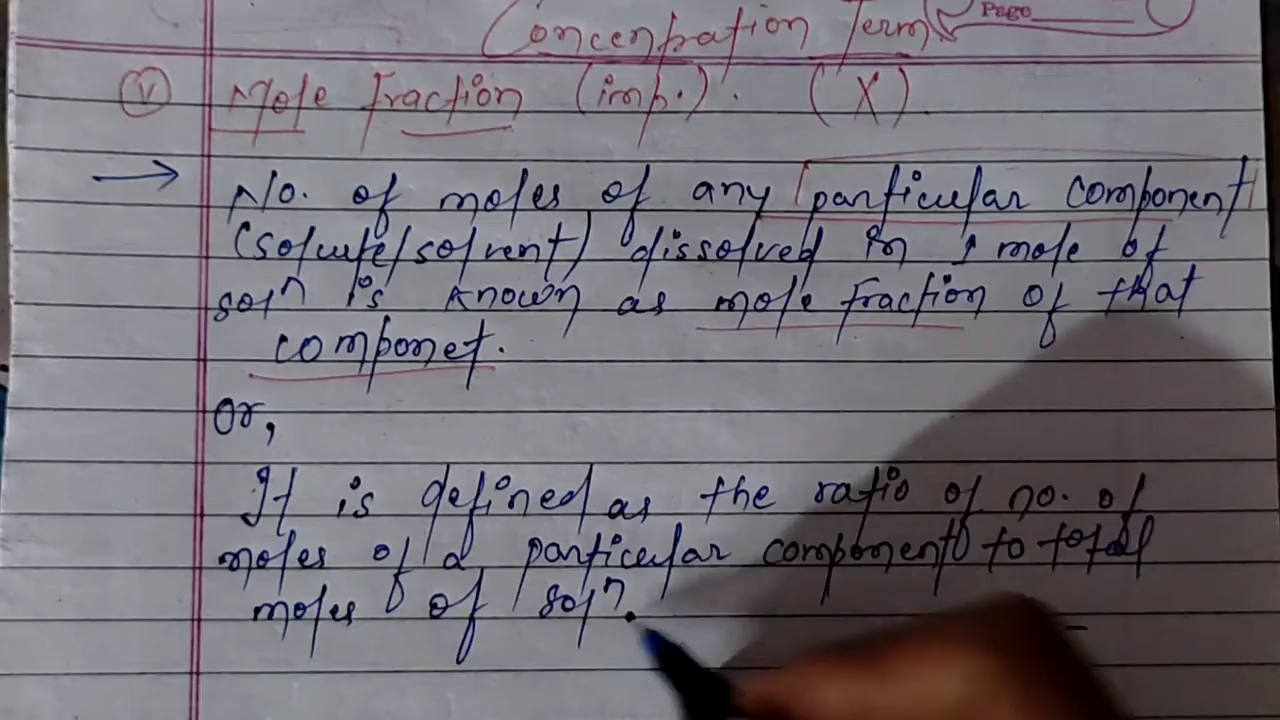 Page
Concentration Term
(V) Mole fraction (imp.). (X)
→ No. of moles of any particular component
(solute/solvent) dissolved in 1 mole of
solⁿ is known as mole fraction of that
componet.
Or,
It is defined as the ratio of no. of
moles of a particular component to total
moles of solⁿ.